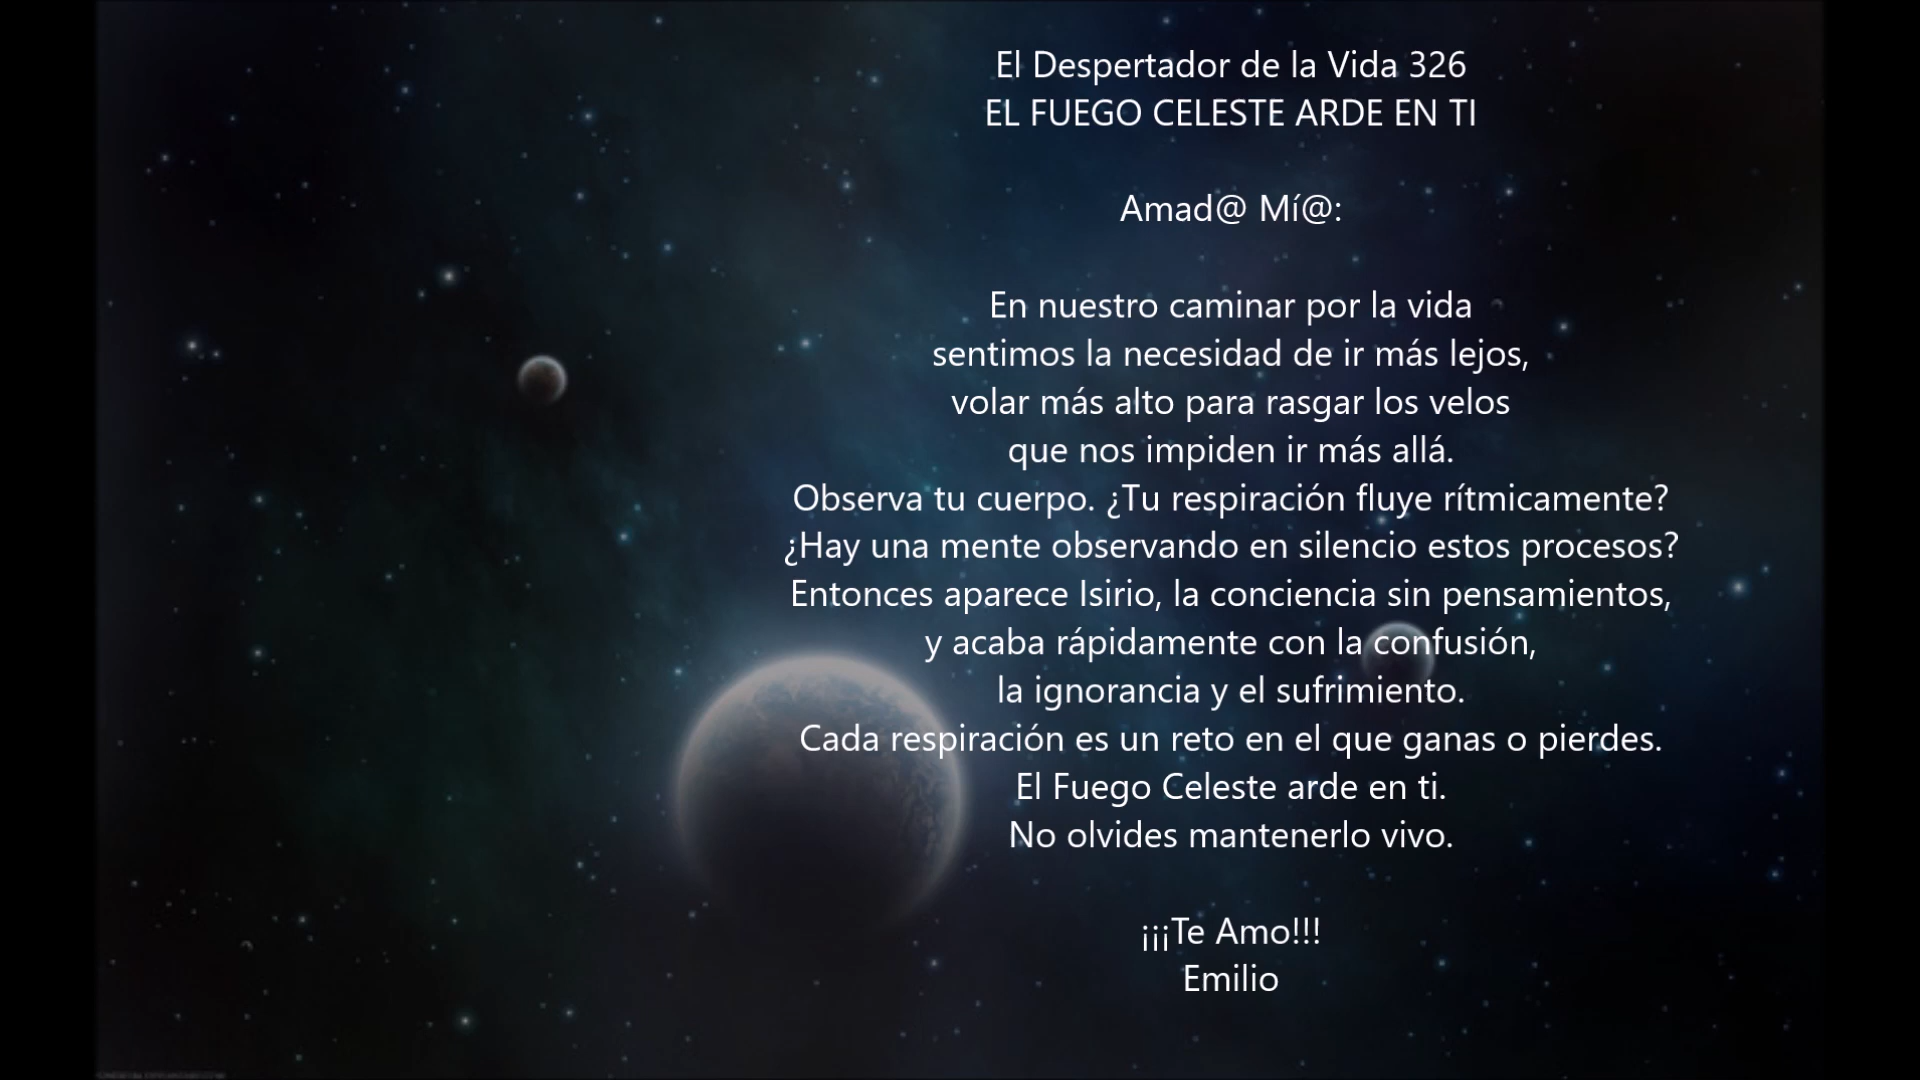 El Despertador de la Vida 326
EL FUEGO CELESTE ARDE EN TI
Amad@ Mí@:
En nuestro caminar por la vida
sentimos la necesidad de ir más lejos,
volar más alto para rasgar los velos
que nos impiden ir más allá.
Observa tu cuerpo. ¿Tu respiración fluye rítmicamente?
¿Hay una mente observando en silencio estos procesos?
Entonces aparece Isirio, la conciencia sin pensamientos,
y acaba rápidamente con la confusión,
la ignorancia y el sufrimiento.
Cada respiración es un reto en el que ganas o pierdes.
El Fuego Celeste arde en ti.
No olvides mantenerlo vivo.
¡¡¡Te Amo!!!
Emilio